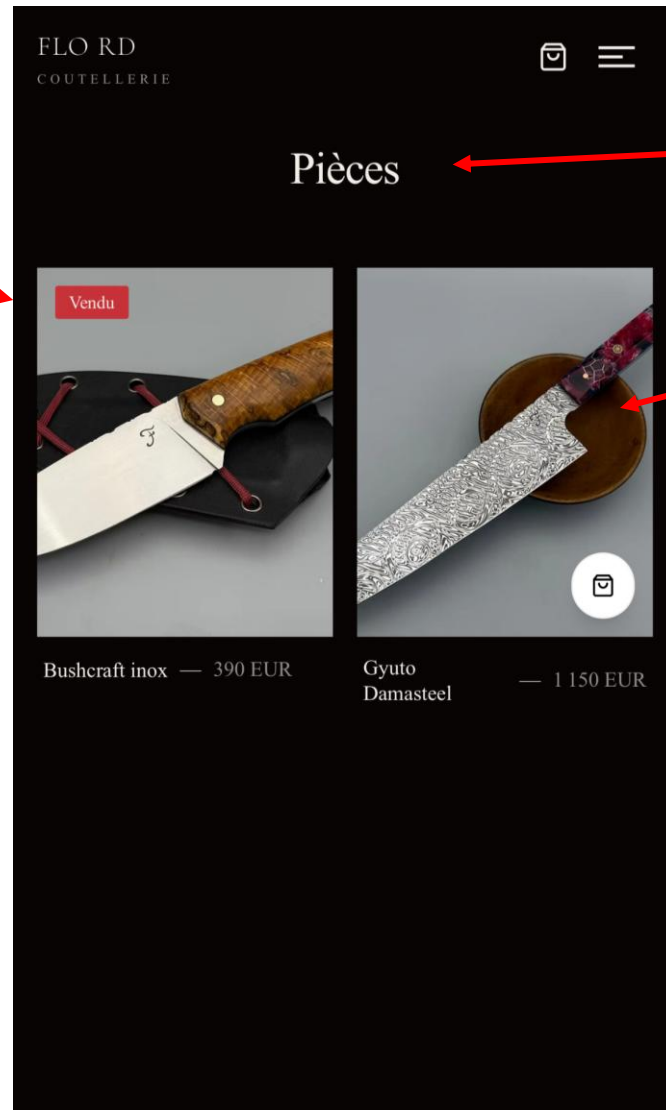 FLO RD
COUTELLERIE
Pièces
Vendu
Bushcraft inox — 390 EUR
Gyuto
Damasteel — 1 150 EUR